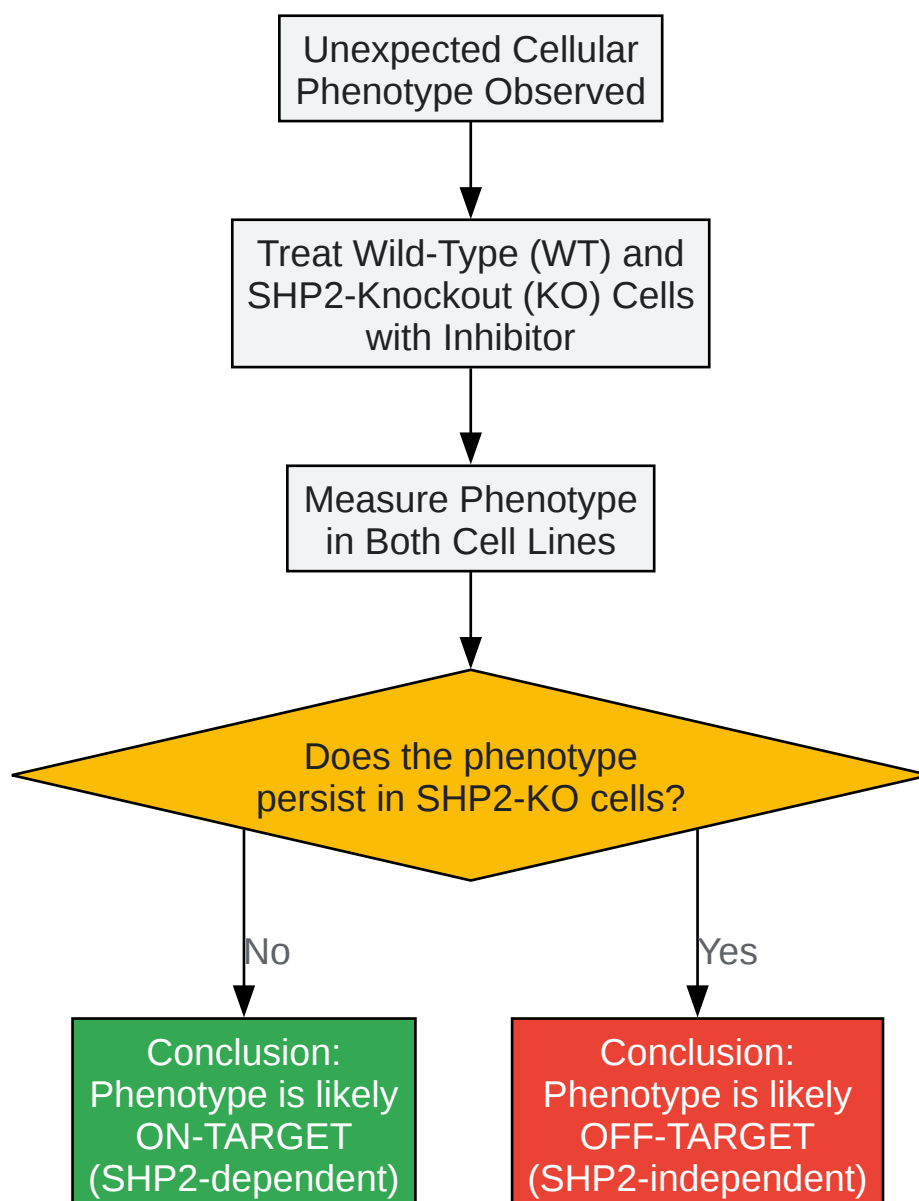 Unexpected Cellular
Phenotype Observed
Treat Wild-Type (WT) and
SHP2-Knockout (KO) Cells
with Inhibitor
Measure Phenotype
in Both Cell Lines
Does the phenotype
persist in SHP2-KO cells?
No
Yes
Conclusion:
Phenotype is likely
ON-TARGET
(SHP2-dependent)
Conclusion:
Phenotype is likely
OFF-TARGET
(SHP2-independent)